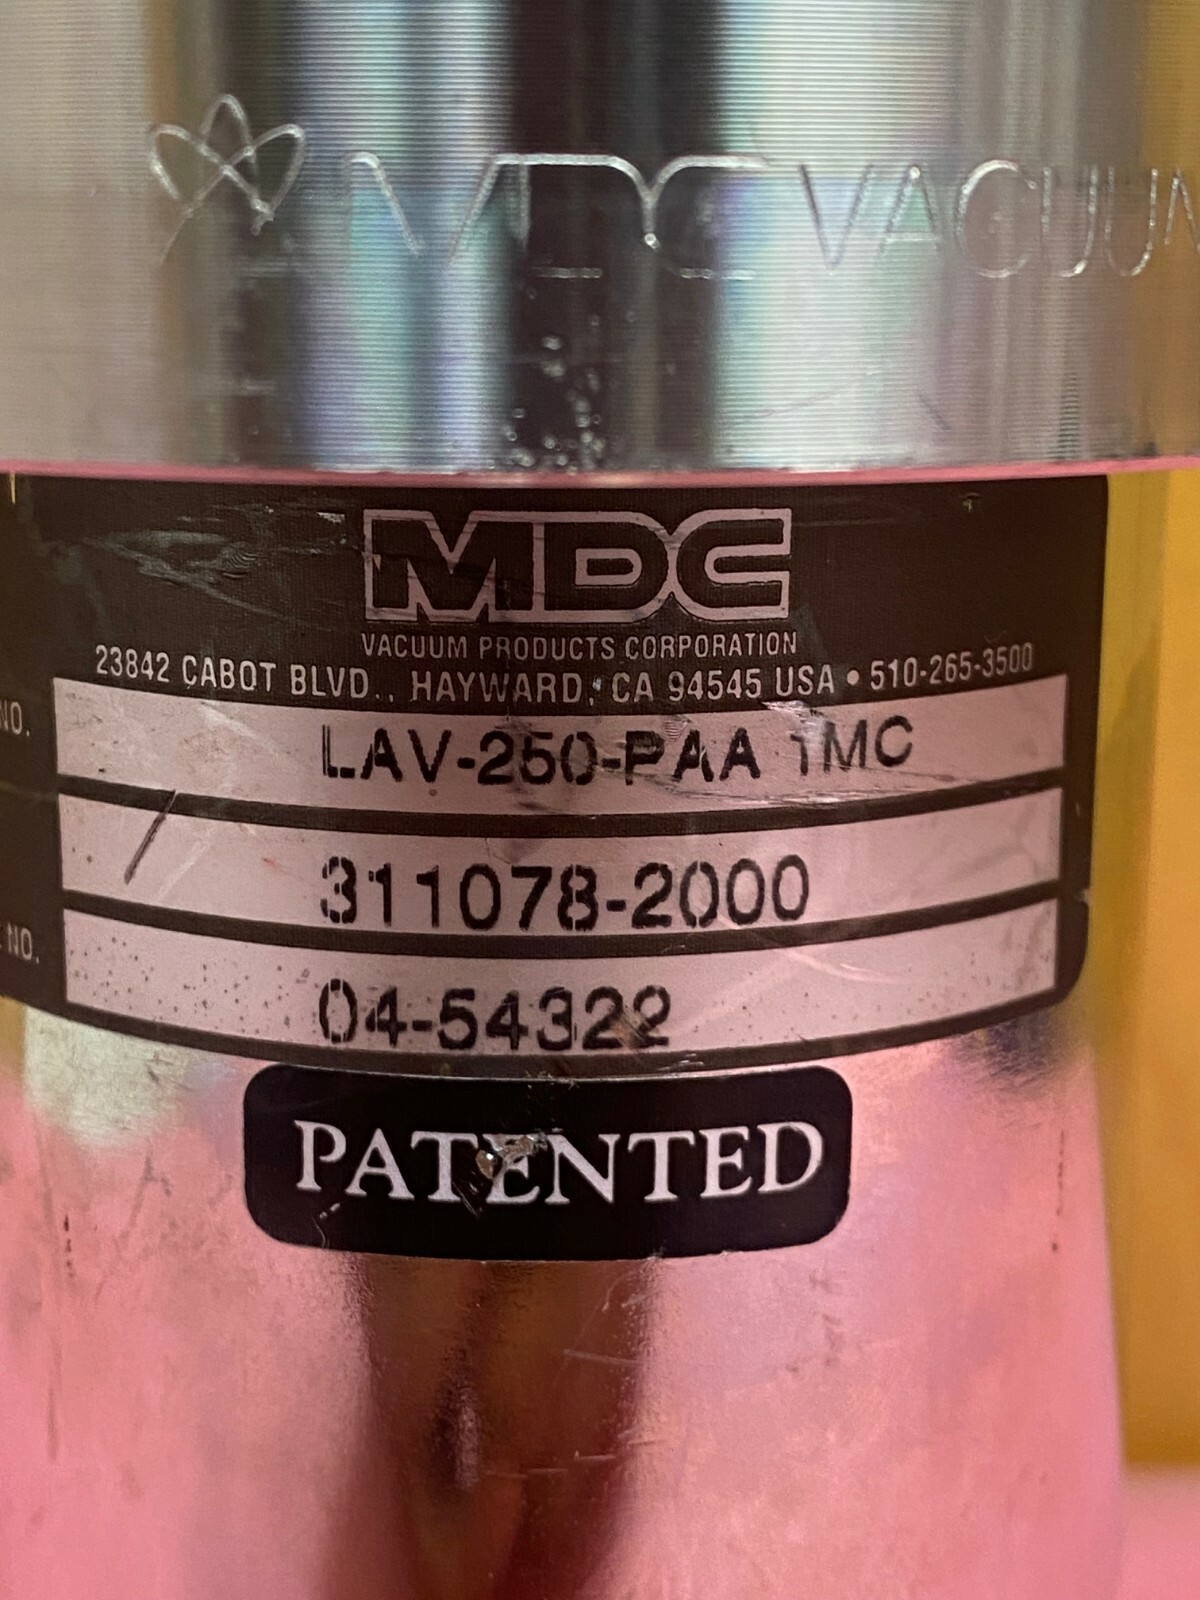 MDC VACUUM
MDC
VACUUM PRODUCTS CORPORATION
23842 CABOT BLVD., HAYWARD, CA 94545 USA • 510-265-3500
NO. LAV-250-PAA 1MC
311078-2000
NO. 04-54322
PATENTED